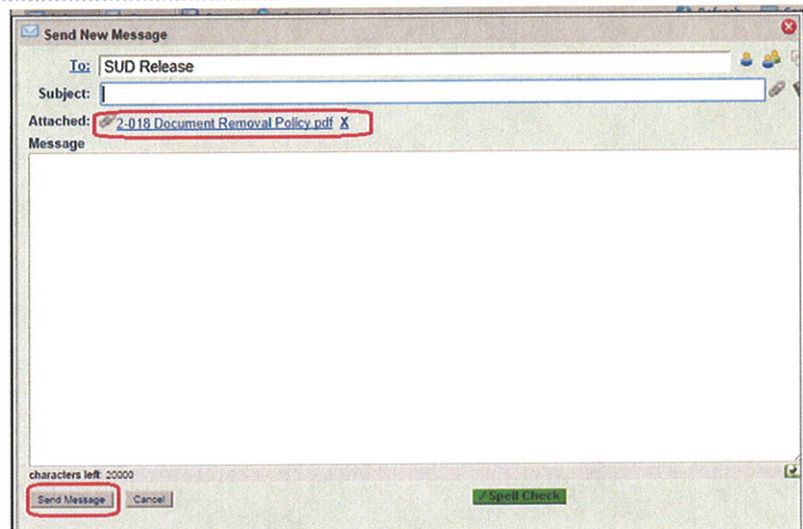 Send New Message
To: SUD Release
Subject:
Attached: 2-018 Document Removal Policy.pdf X
Message
characters left: 20000
Send Message Cancel ✓Spell Check